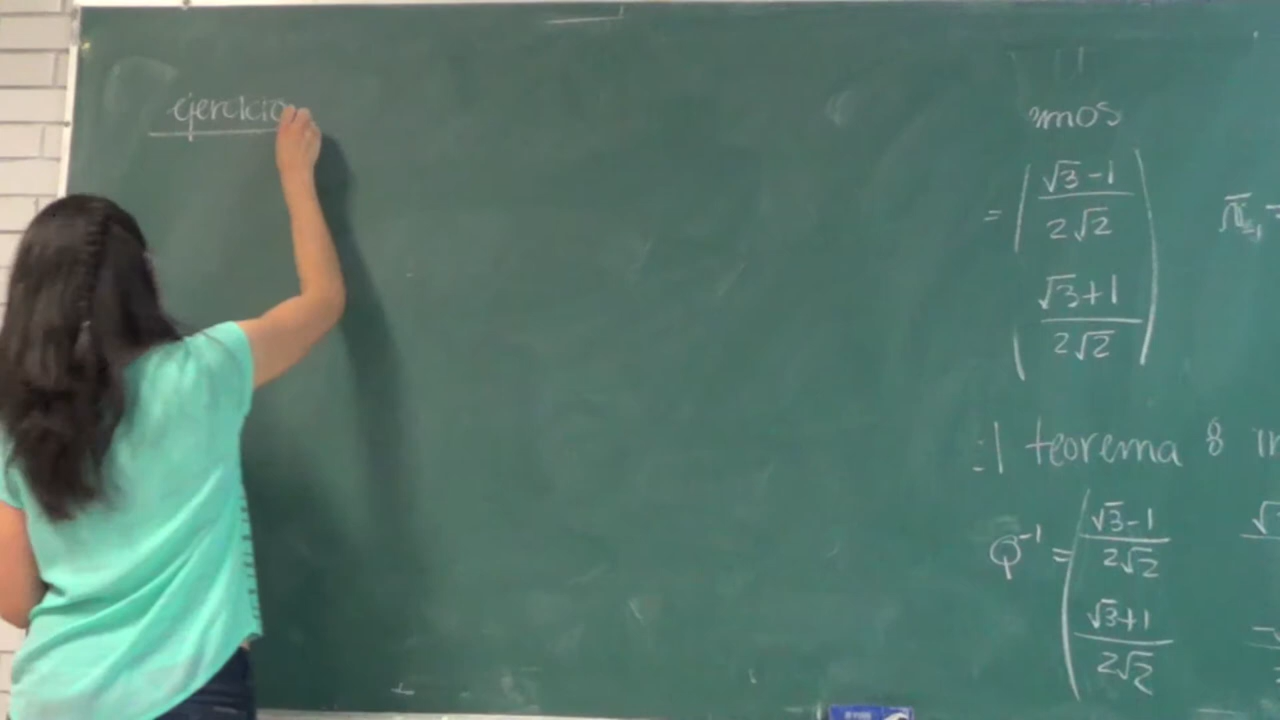 ejercicio
mos
= ( (√3-1)/(2√2)
(√3+1)/(2√2) )
el teorema 8
Q⁻¹ = ( (√3-1)/(2√2)
(√3+1)/(2√2)